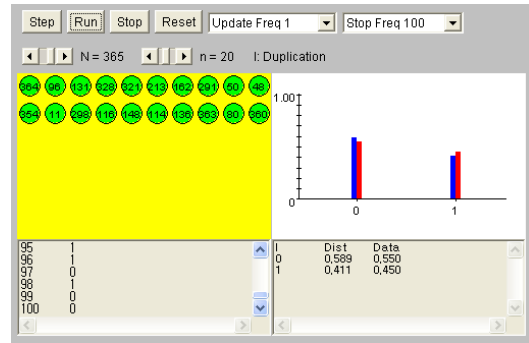 Step Run Stop Reset Update Freq 1 Stop Freq 100
N = 365 n = 20 I: Duplication
364 96 131 328 321 213 162 291 50 48
354 11 298 116 148 114 136 363 80 360
1.00
0
0 1
95 1
96 1
97 0
98 1
99 0
100 0
I Dist Data
0 0,589 0,550
1 0,411 0,450